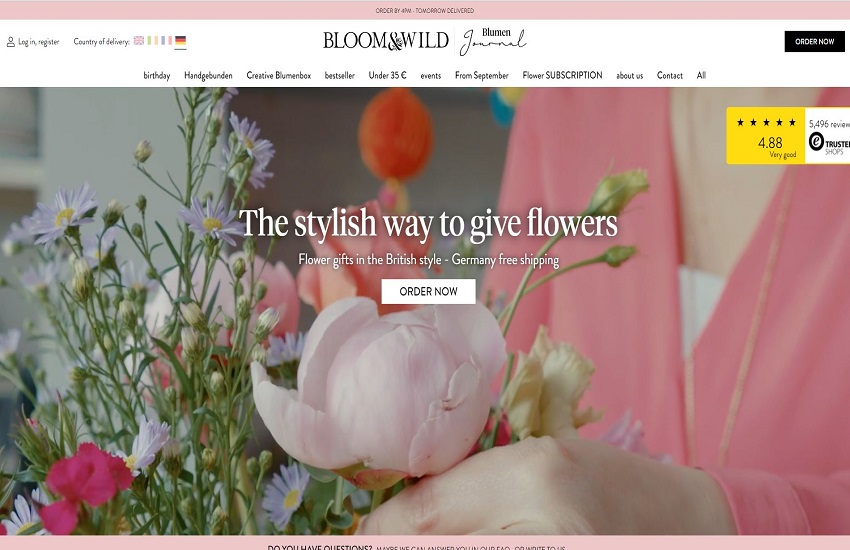 ORDER BY 4PM - TOMORROW DELIVERED
Log in, register
Country of delivery:
BLOOM&WILD
Blumen
Journal
ORDER NOW
birthday Handgebunden Creative Blumenbox bestseller Under 35 € events From September Flower SUBSCRIPTION about us Contact All
★ ★ ★ ★ ★
4.88
Very good
5,496 review
e TRUSTE
SHOPS
The stylish way to give flowers
Flower gifts in the British style - Germany free shipping
ORDER NOW
DO YOU HAVE QUESTIONS? MAYBE WE CAN ANSWER YOU IN OUR FAQ - OR WRITE TO US